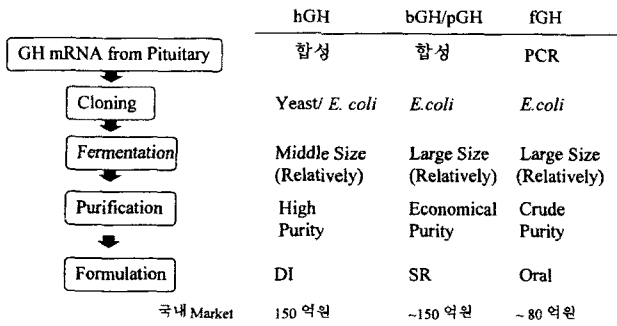 hGH bGH/pGH fGH
GH mRNA from Pituitary 합성 합성 PCR
Cloning Yeast/ E. coli E.coli E.coli
Fermentation Middle Size Large Size Large Size
(Relatively) (Relatively) (Relatively)
Purification High Economical Crude
Purity Purity Purity
Formulation DI SR Oral
국내 Market 150 억원 ~150 억원 ~ 80 억원